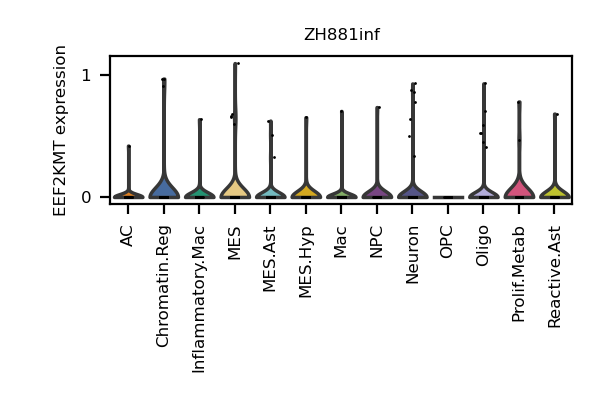 ZH881inf
EEF2KMT expression
1
0
AC
Chromatin.Reg
Inflammatory.Mac
MES
MES.Ast
MES.Hyp
Mac
NPC
Neuron
OPC
Oligo
Prolif.Metab
Reactive.Ast